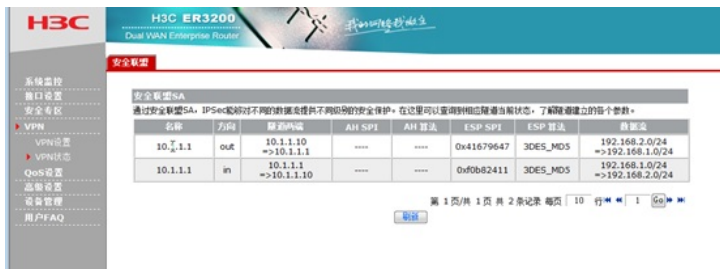 H3C
H3C ER3200
Dual WAN Enterprise Router
安全联盟
系统监控
接口设置
安全专区
VPN
VPN设置
VPN状态
QoS设置
高级设置
设备管理
用户FAQ
安全联盟SA
通过安全联盟SA，IPSec能够对不同的数据流提供不同级别的安全保护。在这里可以查询到相应隧道当前状态，了解隧道建立的各个参数。
名称 方向 隧道两端 AH SPI AH 算法 ESP SPI ESP 算法 数据流
10.1.1.1 out 10.1.1.10 =>10.1.1.1 ---- ---- 0x41679647 3DES_MD5 192.168.2.0/24 =>192.168.1.0/24
10.1.1.1 in 10.1.1.1 =>10.1.1.10 ---- ---- 0xf0b82411 3DES_MD5 192.168.1.0/24 =>192.168.2.0/24
第 1 页/共 1 页 共 2 条记录 每页 10 行 1 Go
刷新